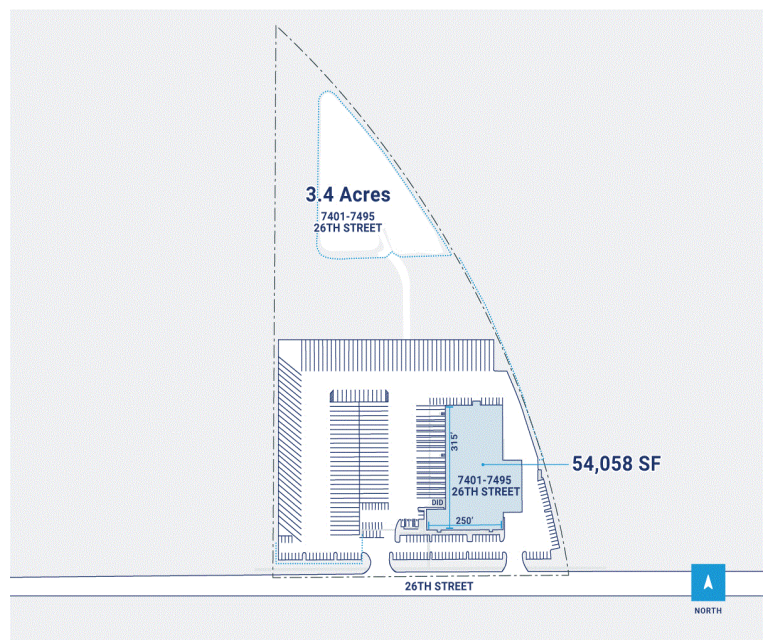 3.4 Acres
7401-7495
26TH STREET
315'
54,058 SF
7401-7495
26TH STREET
DID
250'
26TH STREET
NORTH